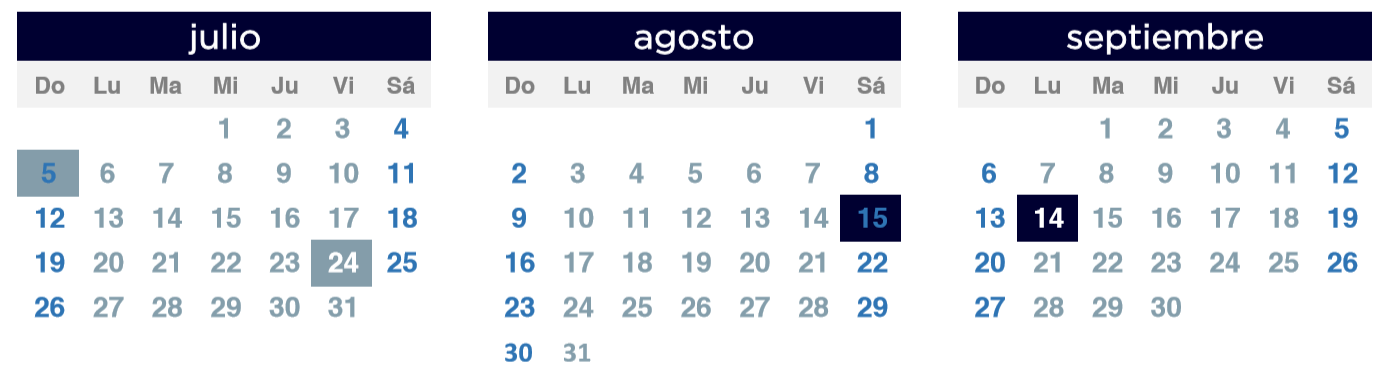 julio
Do Lu Ma Mi Ju Vi Sá
1 2 3 4
5 6 7 8 9 10 11
12 13 14 15 16 17 18
19 20 21 22 23 24 25
26 27 28 29 30 31
agosto
Do Lu Ma Mi Ju Vi Sá
1
2 3 4 5 6 7 8
9 10 11 12 13 14 15
16 17 18 19 20 21 22
23 24 25 26 27 28 29
30 31
septiembre
Do Lu Ma Mi Ju Vi Sá
1 2 3 4 5
6 7 8 9 10 11 12
13 14 15 16 17 18 19
20 21 22 23 24 25 26
27 28 29 30